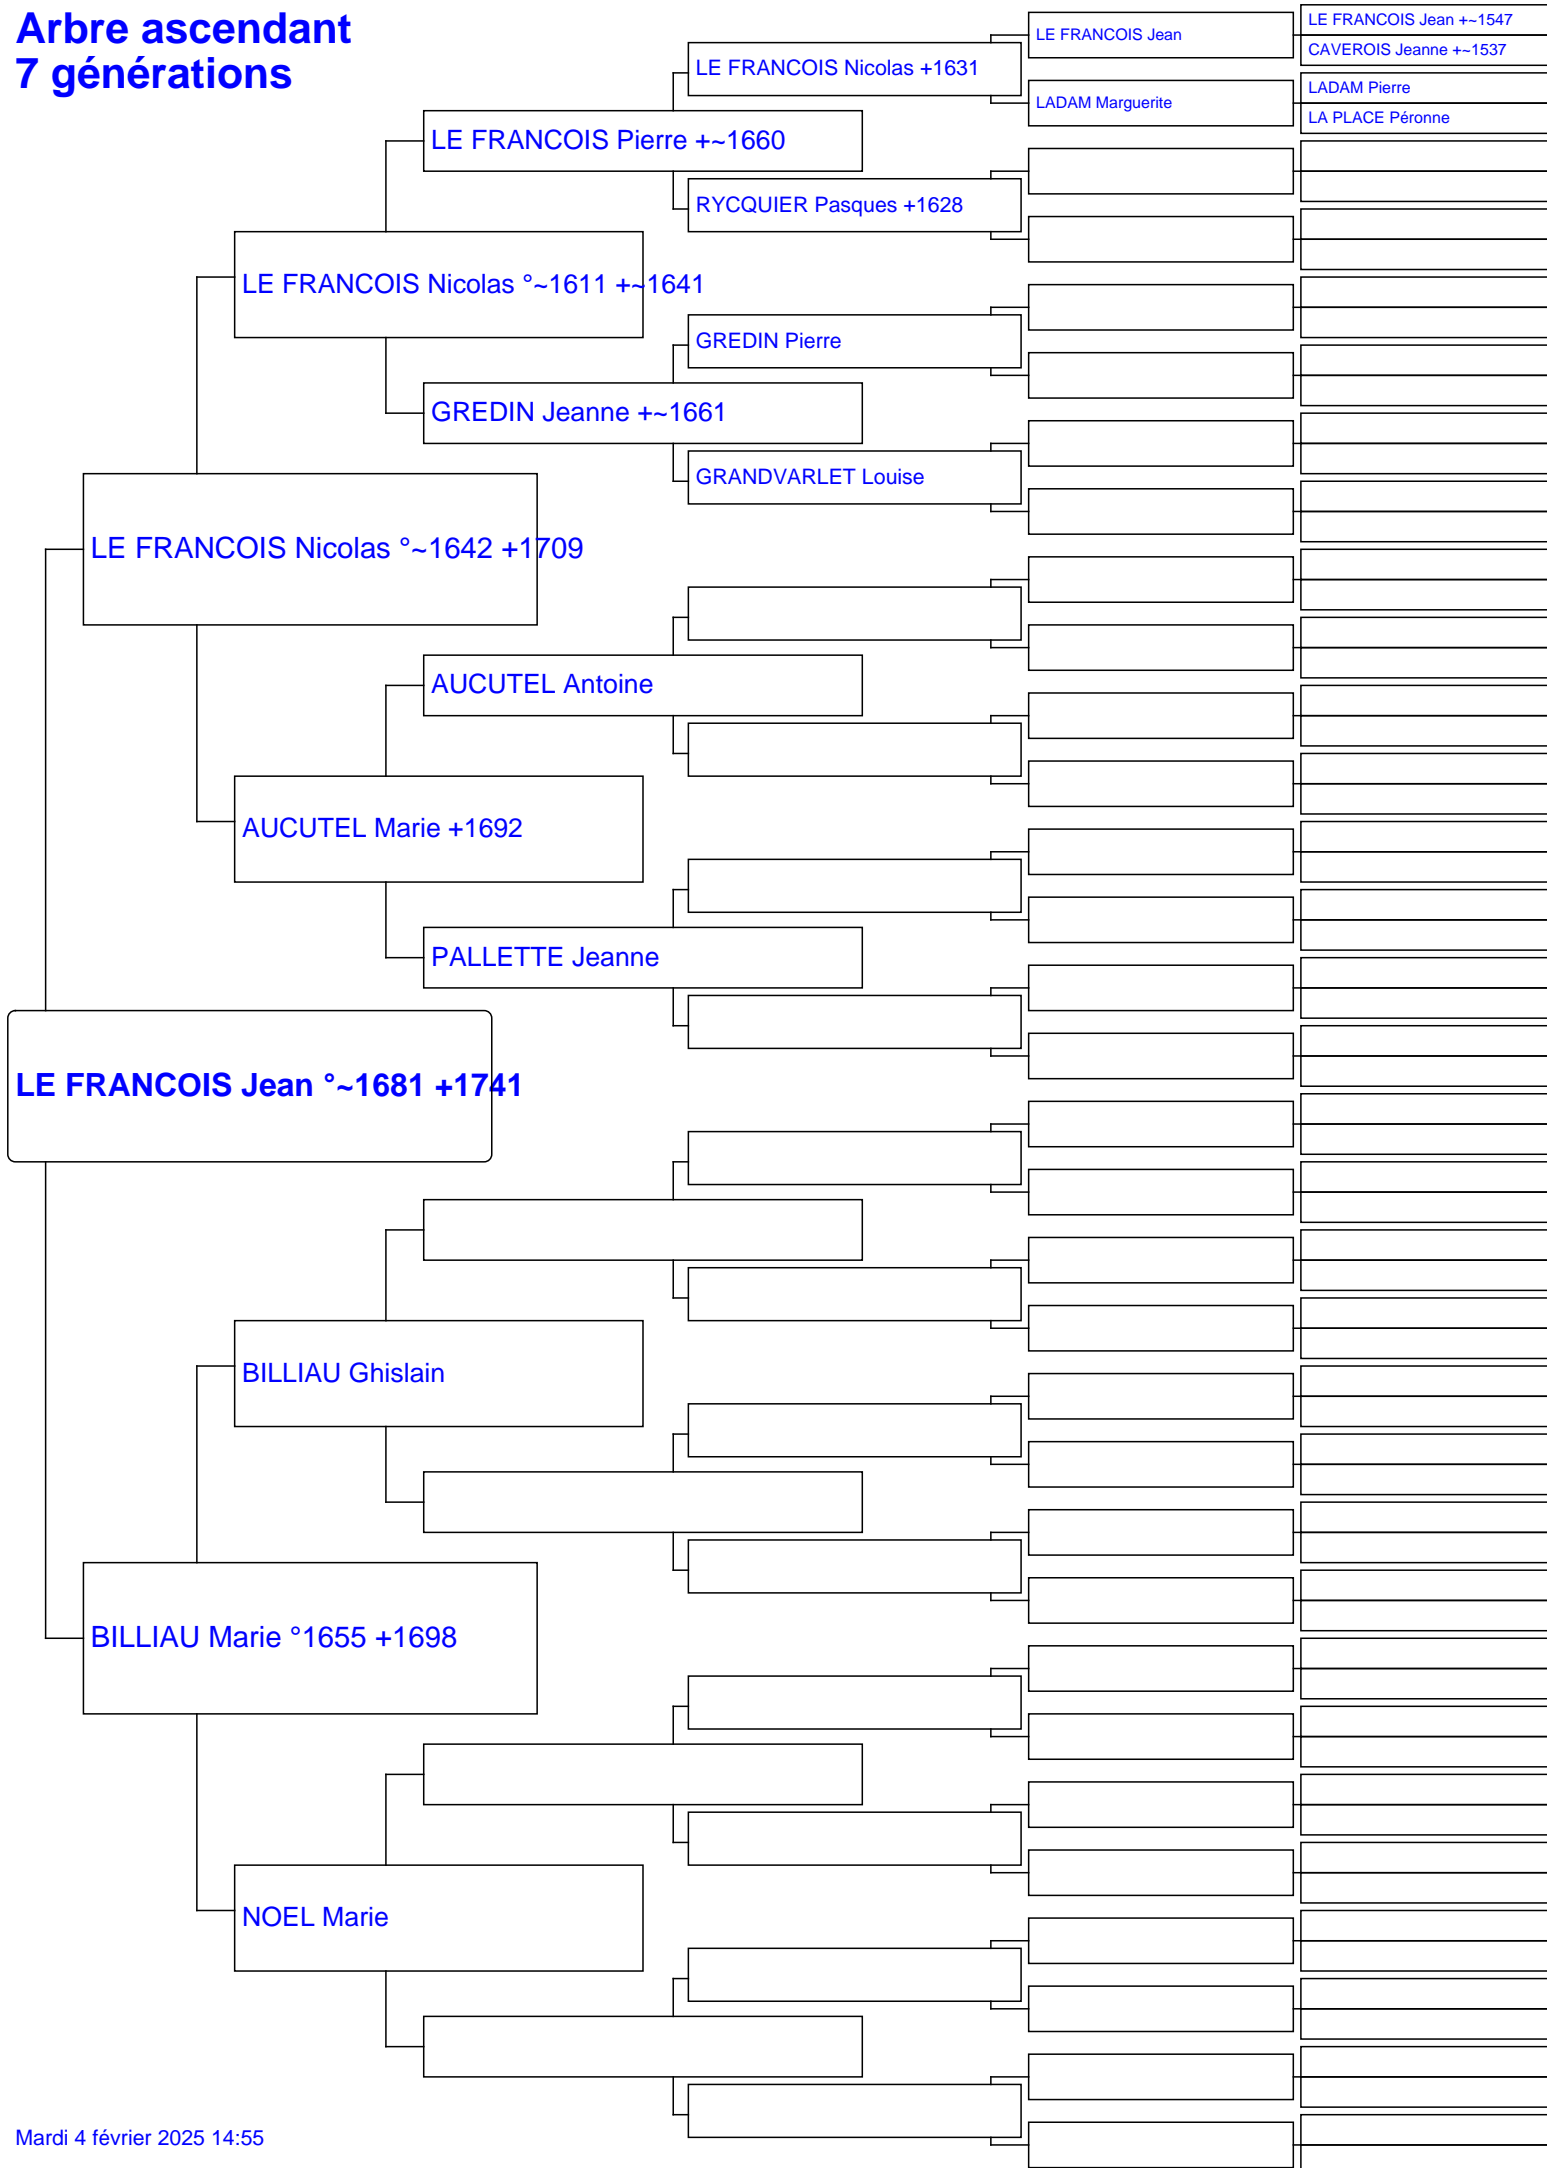 Arbre ascendant
7 générations
LE FRANCOIS Jean +~1547
LE FRANCOIS Jean
CAVEROIS Jeanne +~1537
LE FRANCOIS Nicolas +1631
LADAM Pierre
LADAM Marguerite
LA PLACE Péronne
LE FRANCOIS Pierre +~1660
RYCQUIER Pasques +1628
LE FRANCOIS Nicolas °~1611 +~1641
GREDIN Pierre
GREDIN Jeanne +~1661
GRANDVARLET Louise
LE FRANCOIS Nicolas °~1642 +1709
AUCUTEL Antoine
AUCUTEL Marie +1692
PALLETTE Jeanne
LE FRANCOIS Jean °~1681 +1741
BILLIAU Ghislain
BILLIAU Marie °1655 +1698
NOEL Marie
Mardi 4 février 2025 14:55